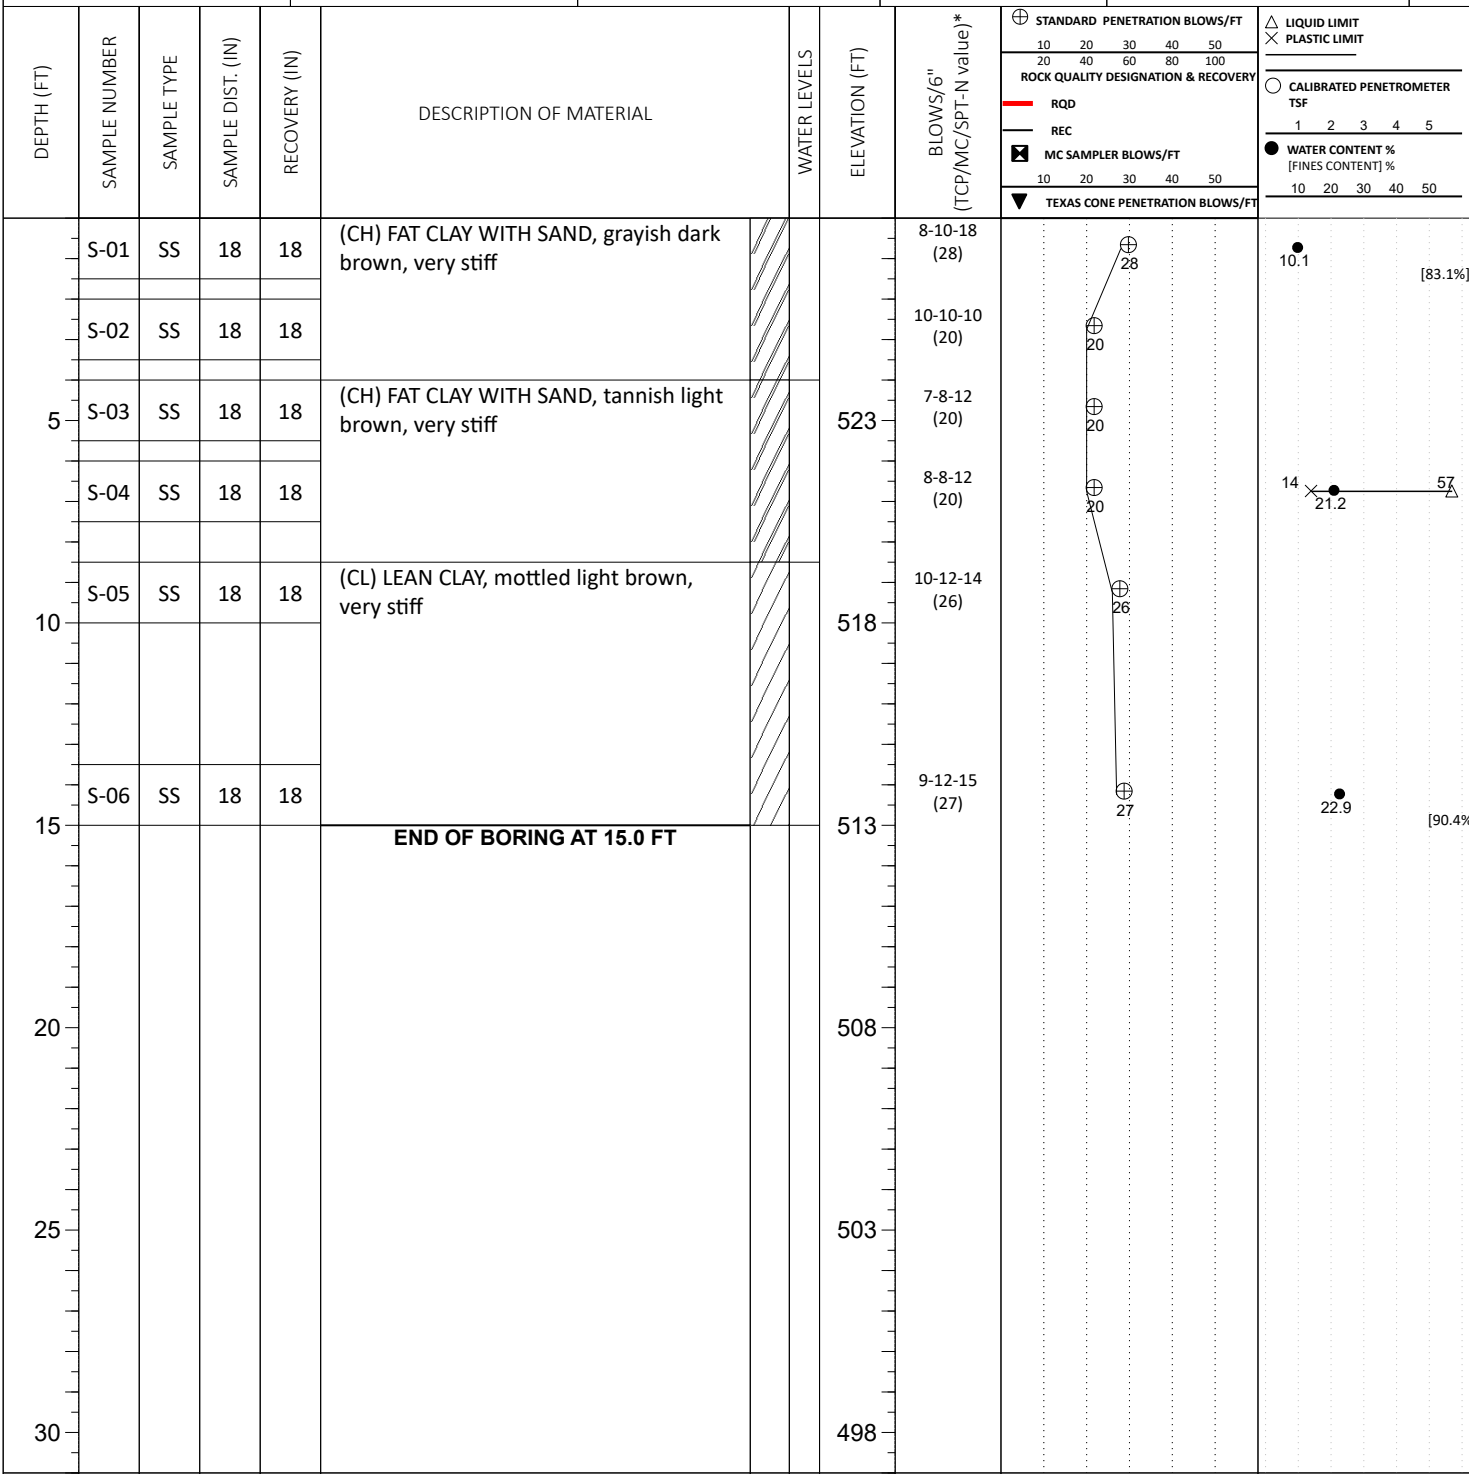 DEPTH (FT)
SAMPLE NUMBER
SAMPLE TYPE
SAMPLE DIST. (IN)
RECOVERY (IN)
DESCRIPTION OF MATERIAL
WATER LEVELS
ELEVATION (FT)
BLOWS/6"
(TCP/MC/SPT-N value)*
STANDARD PENETRATION BLOWS/FT
10 20 30 40 50
20 40 60 80 100
ROCK QUALITY DESIGNATION & RECOVERY
RQD
REC
MC SAMPLER BLOWS/FT
10 20 30 40 50
TEXAS CONE PENETRATION BLOWS/FT
LIQUID LIMIT
PLASTIC LIMIT
CALIBRATED PENETROMETER
TSF
1 2 3 4 5
WATER CONTENT %
[FINES CONTENT] %
10 20 30 40 50
S-01 SS 18 18
(CH) FAT CLAY WITH SAND, grayish dark
brown, very stiff
8-10-18
(28)
28
10.1
[83.1%]
S-02 SS 18 18
10-10-10
(20)
20
5
S-03 SS 18 18
(CH) FAT CLAY WITH SAND, tannish light
brown, very stiff
523
7-8-12
(20)
20
S-04 SS 18 18
8-8-12
(20)
20
14
21.2
57
S-05 SS 18 18
(CL) LEAN CLAY, mottled light brown,
very stiff
10-12-14
(26)
26
10
518
S-06 SS 18 18
9-12-15
(27)
27
22.9
[90.4%
15
513
END OF BORING AT 15.0 FT
20
508
25
503
30
498